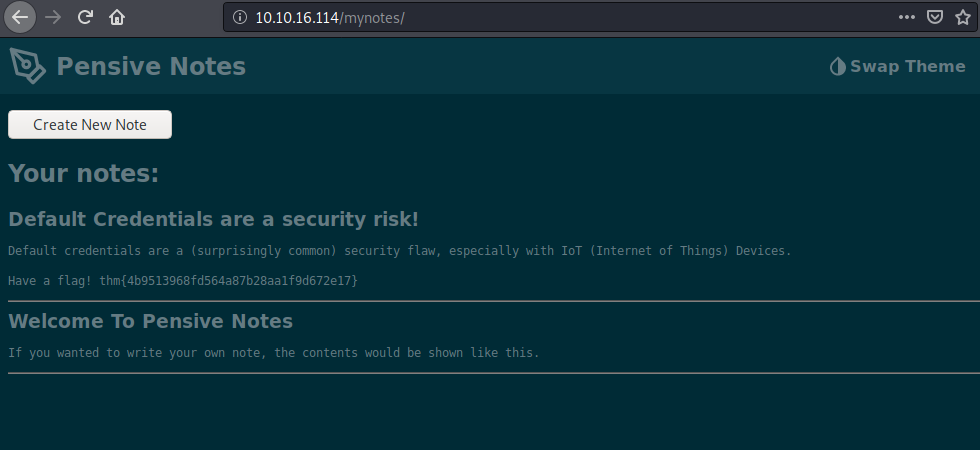 10.10.16.114/mynotes/
Pensive Notes
Swap Theme
Create New Note
Your notes:
Default Credentials are a security risk!
Default credentials are a (surprisingly common) security flaw, especially with IoT (Internet of Things) Devices.
Have a flag! thm{4b9513968fd564a87b28aa1f9d672e17}
Welcome To Pensive Notes
If you wanted to write your own note, the contents would be shown like this.